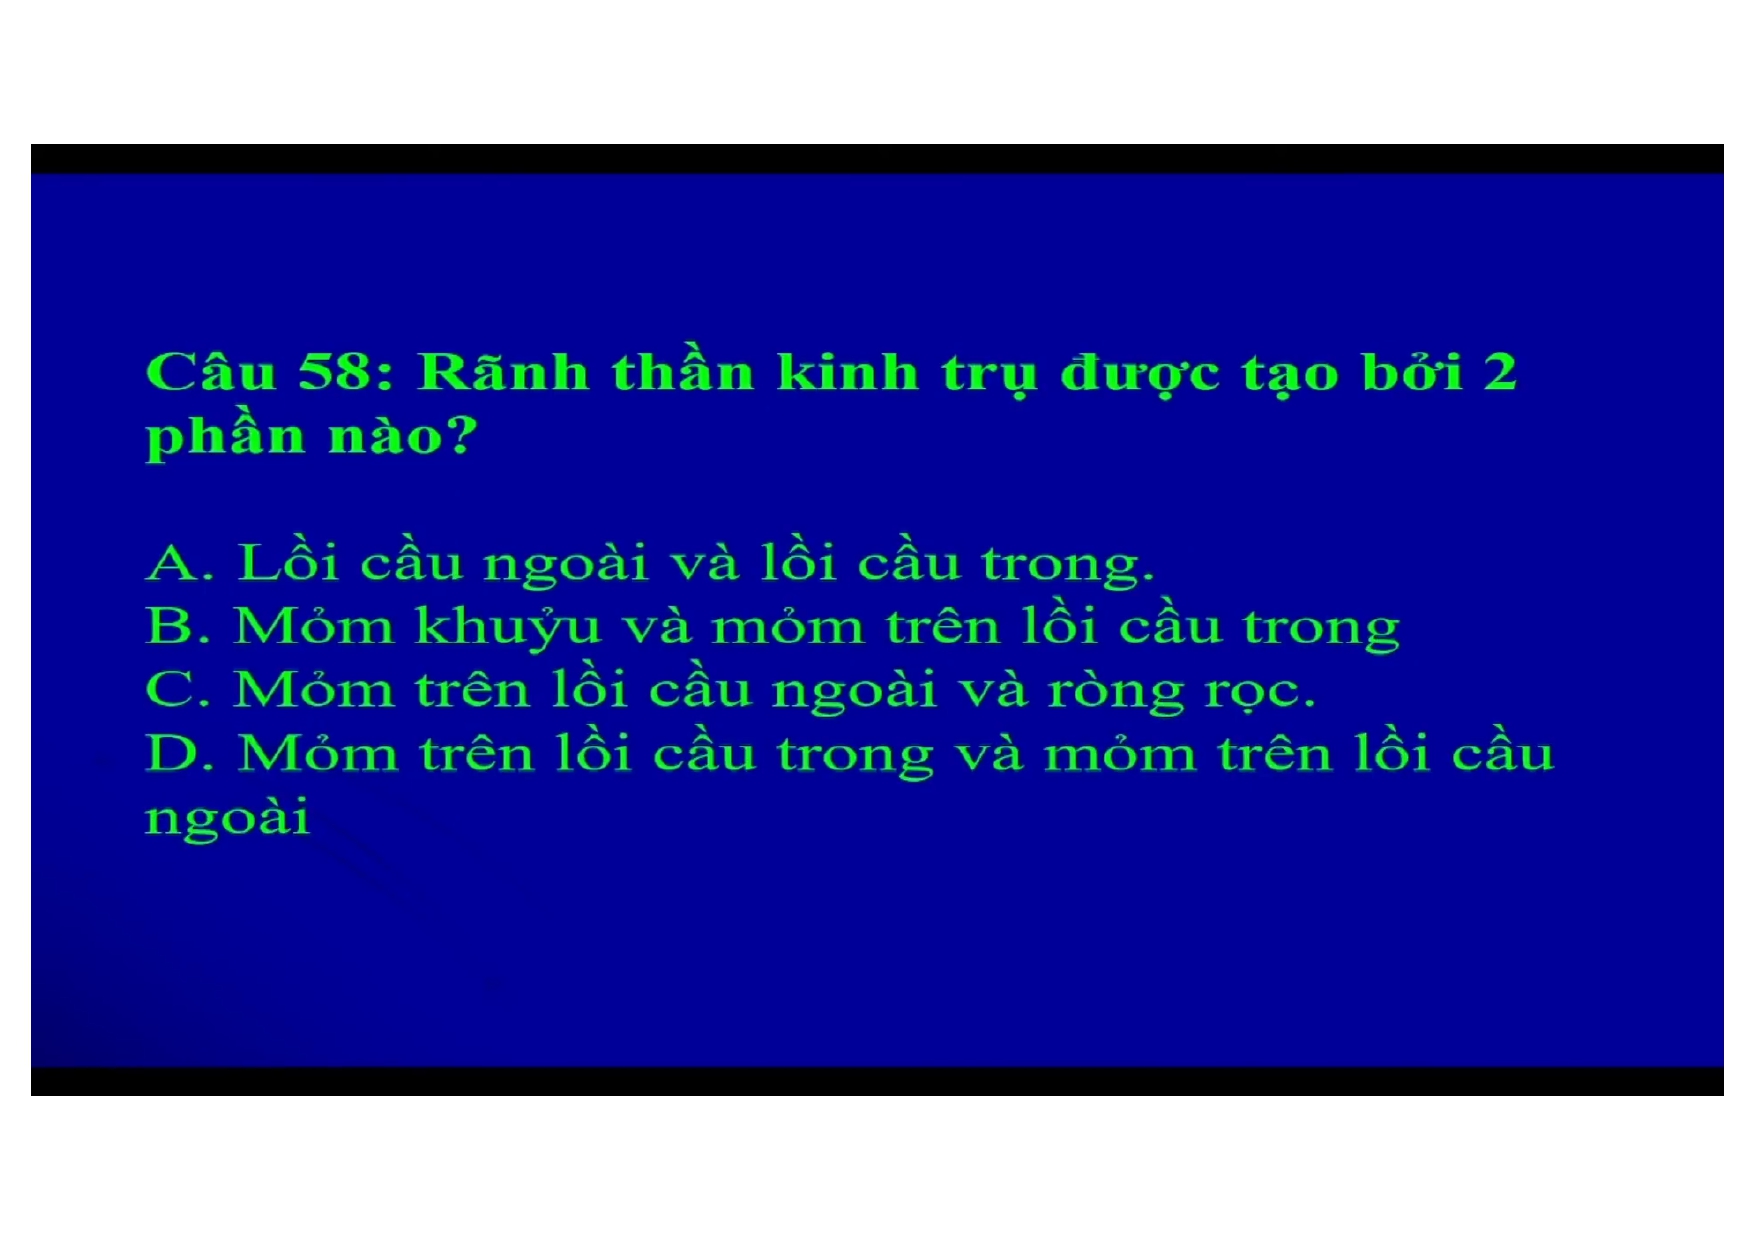 Câu 58: Rãnh thần kinh trụ được tạo bởi 2
phần nào?
A. Lồi cầu ngoài và lồi cầu trong.
B. Mỏm khuỷu và mỏm trên lồi cầu trong
C. Mỏm trên lồi cầu ngoài và ròng rọc.
D. Mỏm trên lồi cầu trong và mỏm trên lồi cầu
ngoài